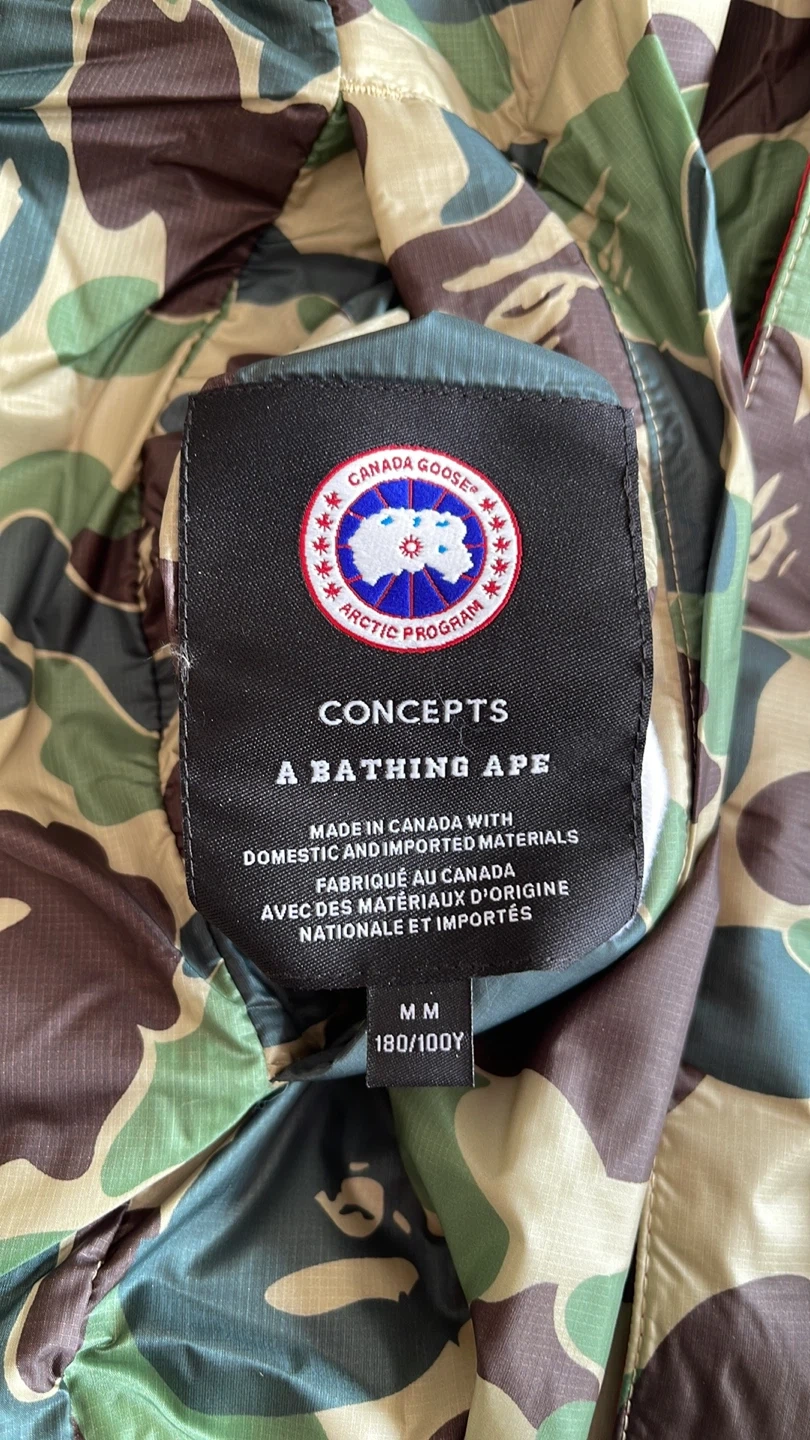 CANADA GOOSE®
ARCTIC PROGRAM
CONCEPTS
A BATHING APE
MADE IN CANADA WITH
DOMESTIC AND IMPORTED MATERIALS
FABRIQUÉ AU CANADA
AVEC DES MATÉRIAUX D'ORIGINE
NATIONALE ET IMPORTÉS
M M
180/100Y